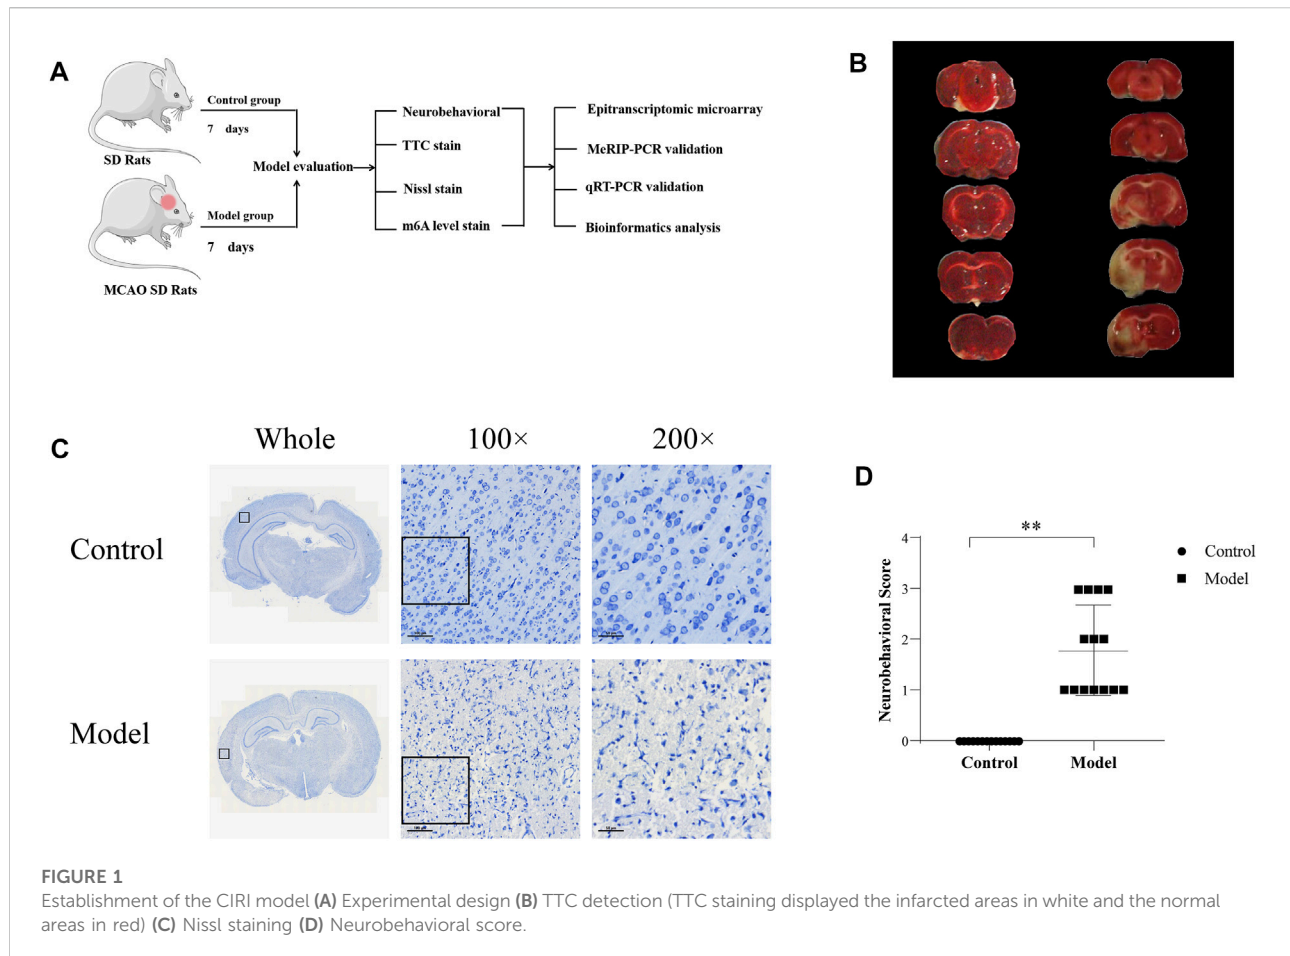 A
Control group
7 days
SD Rats
Model group
7 days
MCAO SD Rats
Model evaluation
Neurobehavioral
TTC stain
Nissl stain
m6A level stain
Epitranscriptomic microarray
MeRIP-PCR validation
qRT-PCR validation
Bioinformatics analysis
B
C
Whole 100× 200×
Control
Model
D
**
Neurobehavioral Score
4
3
2
1
0
Control Model
Control
Model
FIGURE 1
Establishment of the CIRI model (A) Experimental design (B) TTC detection (TTC staining displayed the infarcted areas in white and the normal
areas in red) (C) Nissl staining (D) Neurobehavioral score.